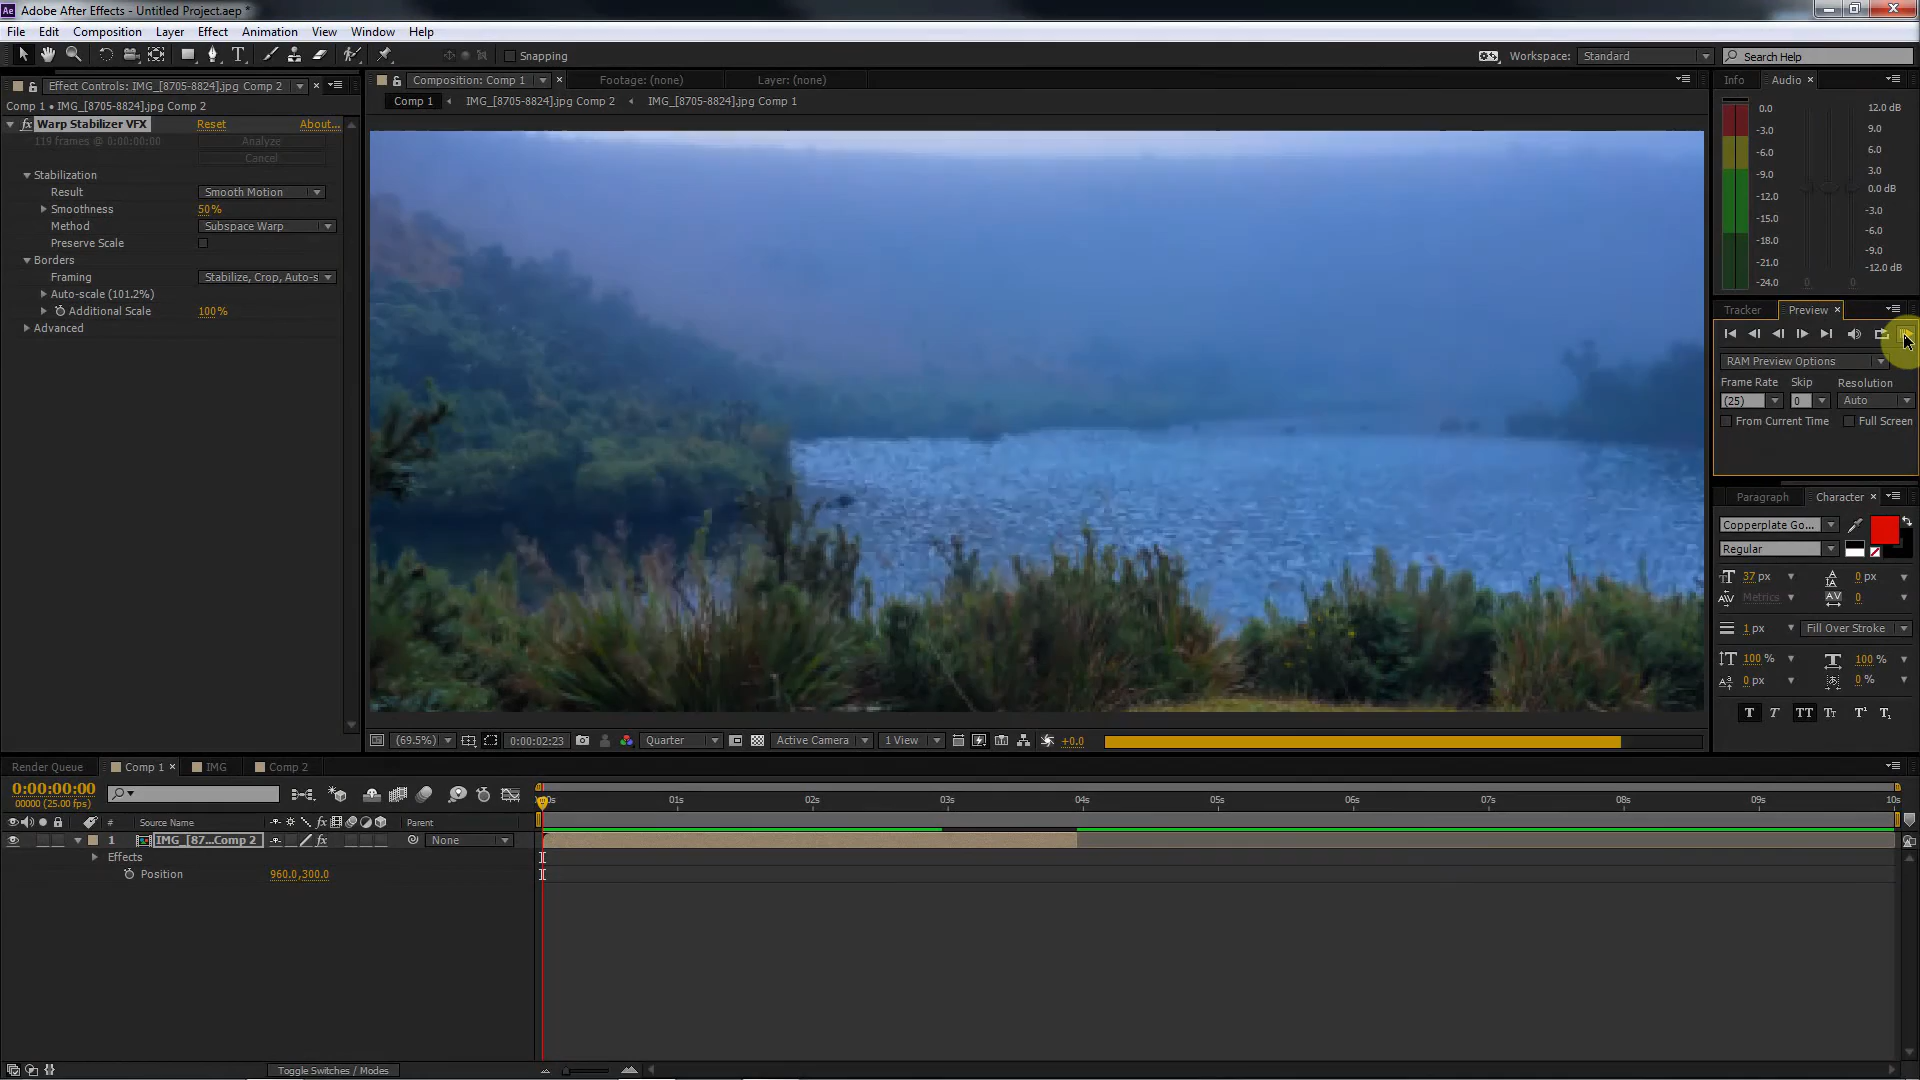 Ae Adobe After Effects - Untitled Project.aep *
File Edit Composition Layer Effect Animation View Window Help
Snapping
Workspace: Standard
Search Help
Effect Controls: IMG_[8705-8824].jpg Comp 2
Comp 1 • IMG_[8705-8824].jpg Comp 2
fx Warp Stabilizer VFX Reset About...
119 frames @ 0:00:00:00 Analyze
Cancel
Stabilization
Result Smooth Motion
Smoothness 50%
Method Subspace Warp
Preserve Scale
Borders
Framing Stabilize, Crop, Auto-s
Auto-scale (101.2%)
Additional Scale 100%
Advanced
Composition: Comp 1 Footage: (none) Layer: (none)
Comp 1 IMG_[8705-8824].jpg Comp 2 IMG_[8705-8824].jpg Comp 1
(69.5%) 0:00:02:23 Quarter Active Camera 1 View +0.0
Info Audio
0.0 12.0 dB
-3.0 9.0
-6.0 6.0
-9.0 3.0
-12.0 0.0 dB
-15.0 -3.0
-18.0 -6.0
-21.0 -9.0
-24.0 0 0 -12.0 dB
Tracker Preview
RAM Preview Options
Frame Rate Skip Resolution
(25) 0 Auto
From Current Time Full Screen
Paragraph Character
Copperplate Go...
Regular
37 px 0 px
Metrics 0
1 px Fill Over Stroke
100 % 100 %
0 px 0 %
T T TT Tt T¹ T₁
Render Queue Comp 1 IMG Comp 2
0:00:00:00
00000 (25.00 fps)
# Source Name fx Parent
1 IMG_[87...Comp 2 fx None
Effects
Position 960.0,300.0
01s 02s 03s 04s 05s 06s 07s 08s 09s 10s
Toggle Switches / Modes